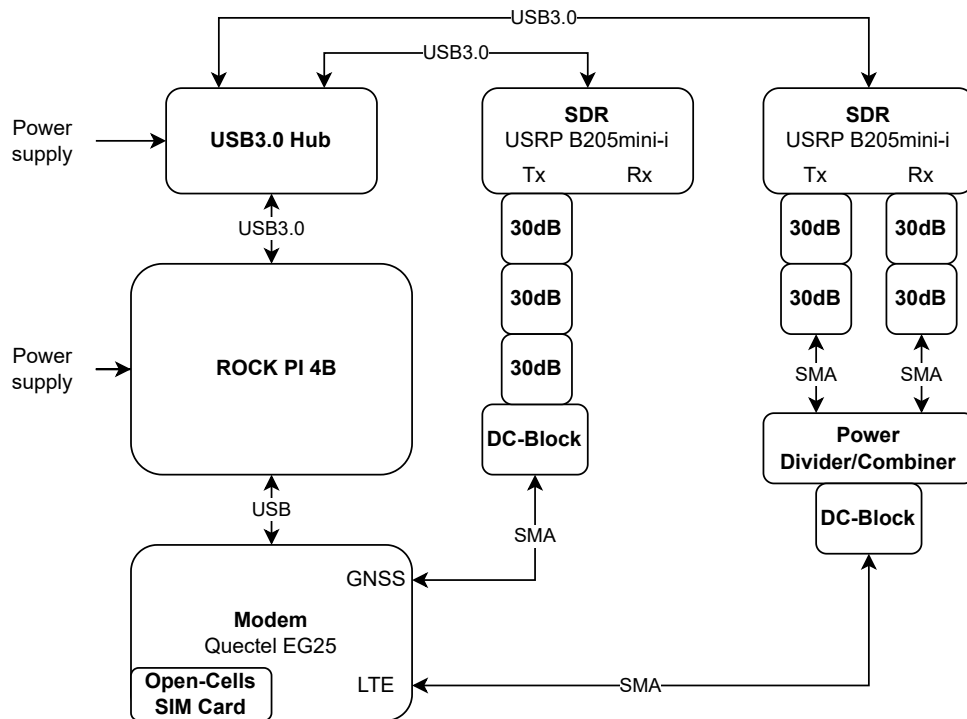 USB3.0
USB3.0
Power
supply
USB3.0 Hub
SDR
USRP B205mini-i
Tx Rx
SDR
USRP B205mini-i
Tx Rx
USB3.0
30dB
30dB
30dB
30dB
30dB
30dB
30dB
Power
supply
ROCK PI 4B
SMA
SMA
DC-Block
Power
Divider/Combiner
USB
SMA
DC-Block
GNSS
Modem
Quectel EG25
Open-Cells
SIM Card
LTE
SMA